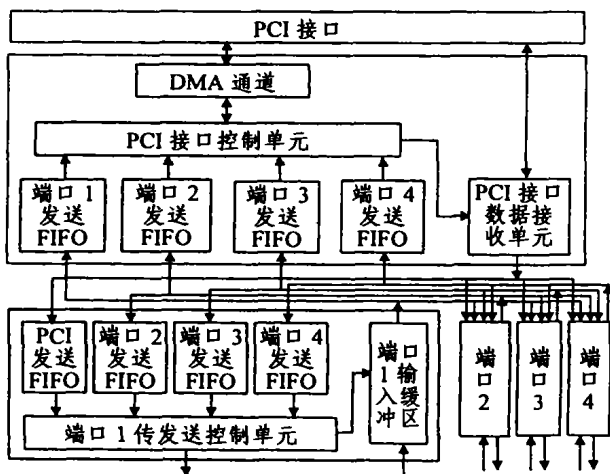 PCI 接口
DMA 通道
PCI 接口控制单元
端口 1
发送
FIFO
端口 2
发送
FIFO
端口 3
发送
FIFO
端口 4
发送
FIFO
PCI 接口
数据接
收单元
PCI
发送
FIFO
端口 2
发送
FIFO
端口 3
发送
FIFO
端口 4
发送
FIFO
端口
1 输
入缓
冲区
端口 1 传发送控制单元
端口 2
端口 3
端口 4